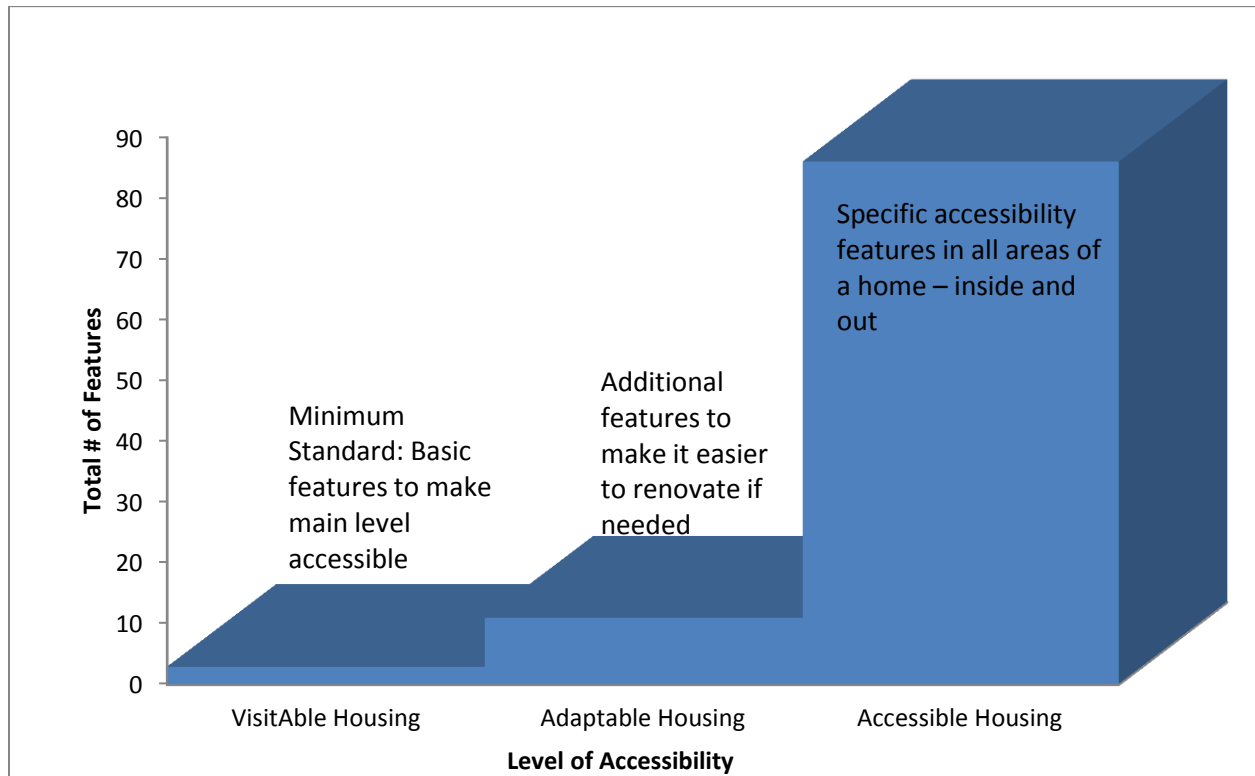 90
80
70
60
50
40
30
20
10
0
Total # of Features
Minimum
Standard: Basic
features to make
main level
accessible
Additional
features to
make it easier
to renovate if
needed
Specific accessibility
features in all areas of
a home – inside and
out
VisitAble Housing
Adaptable Housing
Accessible Housing
Level of Accessibility